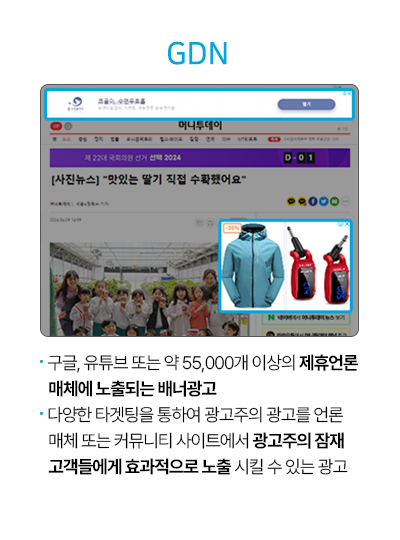 GDN
머니투데이
제 22대 국회의원 선거 선택 2024
D-01
[사진뉴스] "맛있는 딸기 직접 수확했어요"
-35%
· 구글, 유튜브 또는 약 55,000개 이상의 제휴언론
매체에 노출되는 배너광고
· 다양한 타겟팅을 통하여 광고주의 광고를 언론
매체 또는 커뮤니티 사이트에서 광고주의 잠재
고객들에게 효과적으로 노출 시킬 수 있는 광고